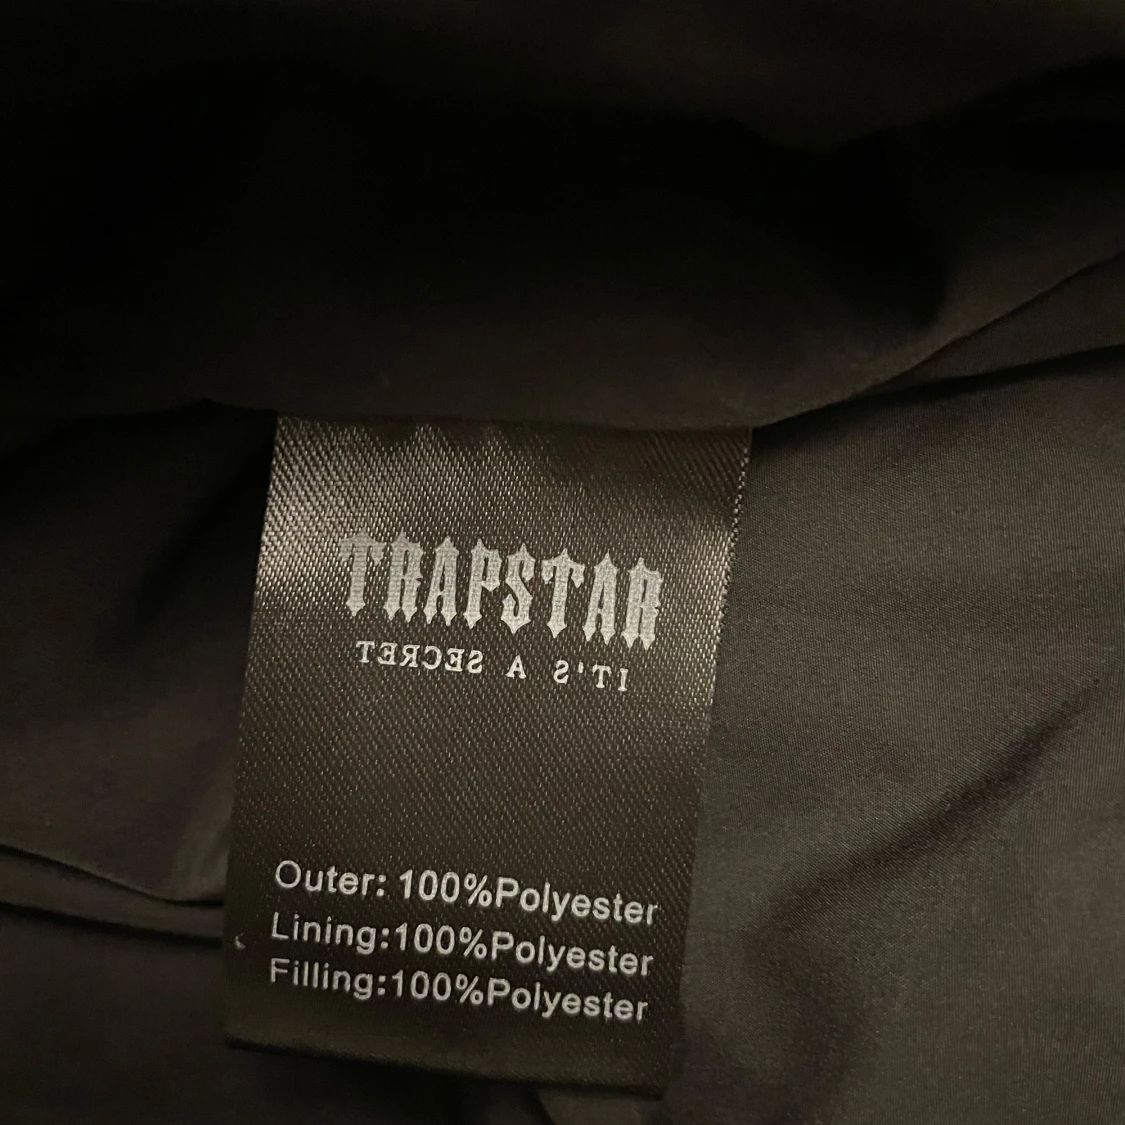 TRAPSTAR
IT'S A SECRET
Outer: 100%Polyester
Lining:100%Polyester
Filling:100%Polyester